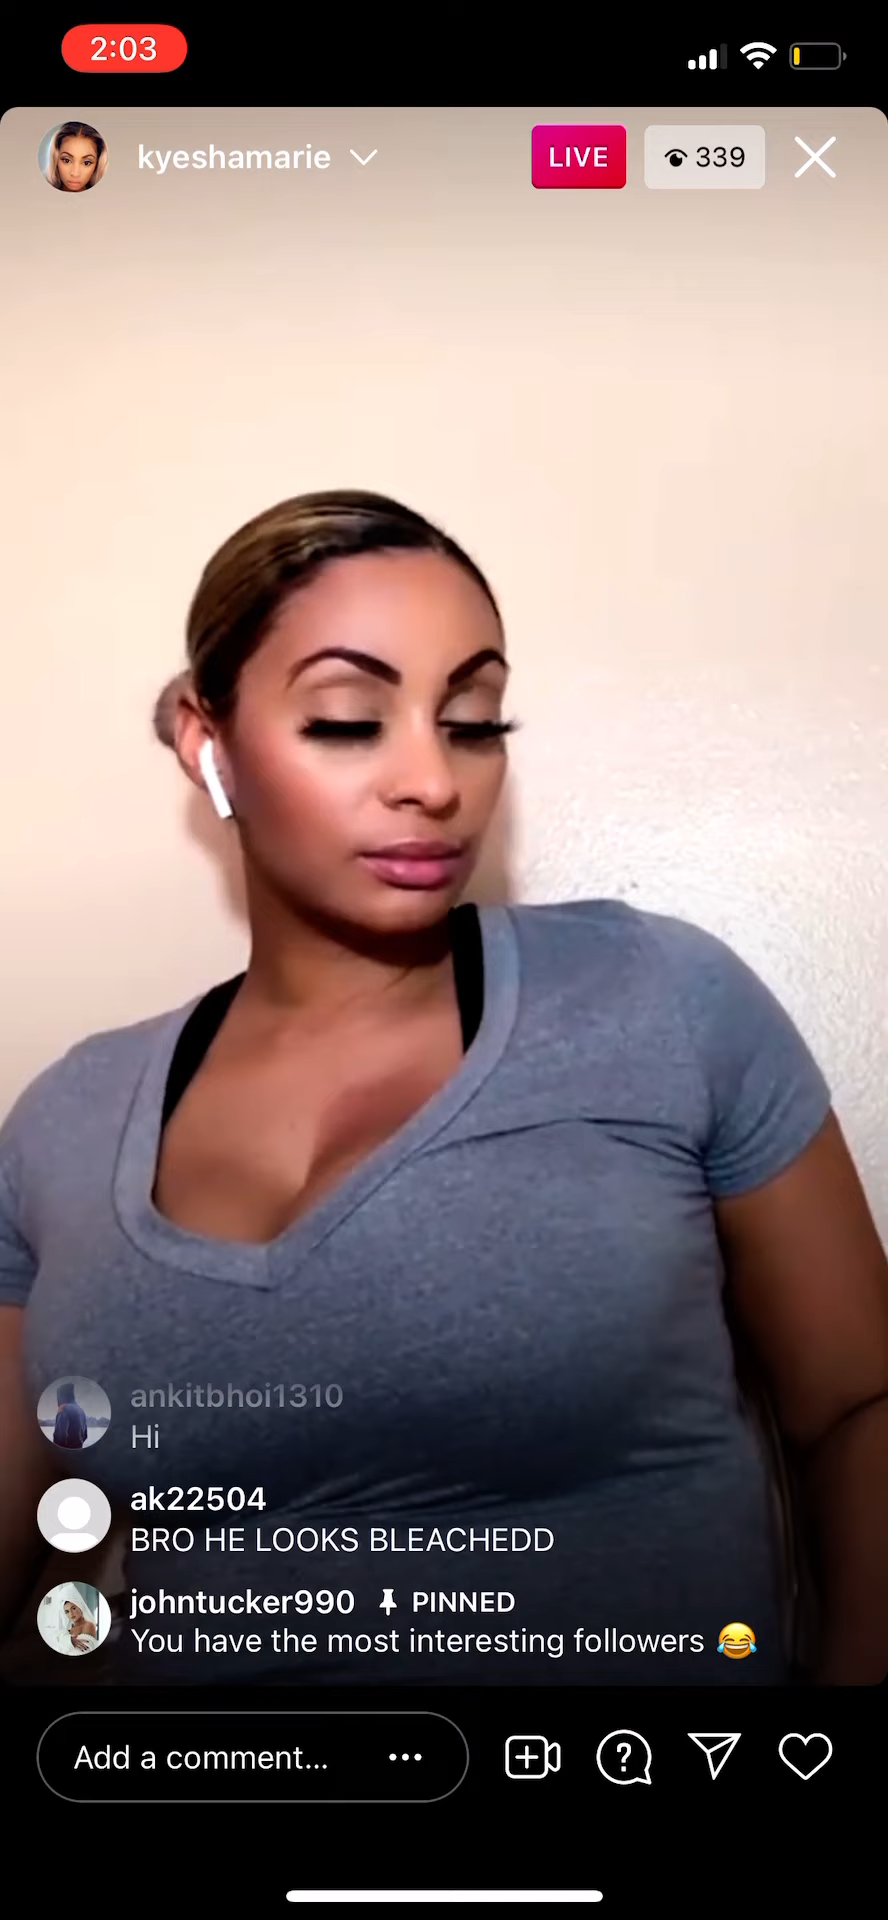 2:03
kyeshamarie
LIVE
339
ankitbhoi1310
Hi
ak22504
BRO HE LOOKS BLEACHEDD
johntucker990 PINNED
You have the most interesting followers 😂
Add a comment...